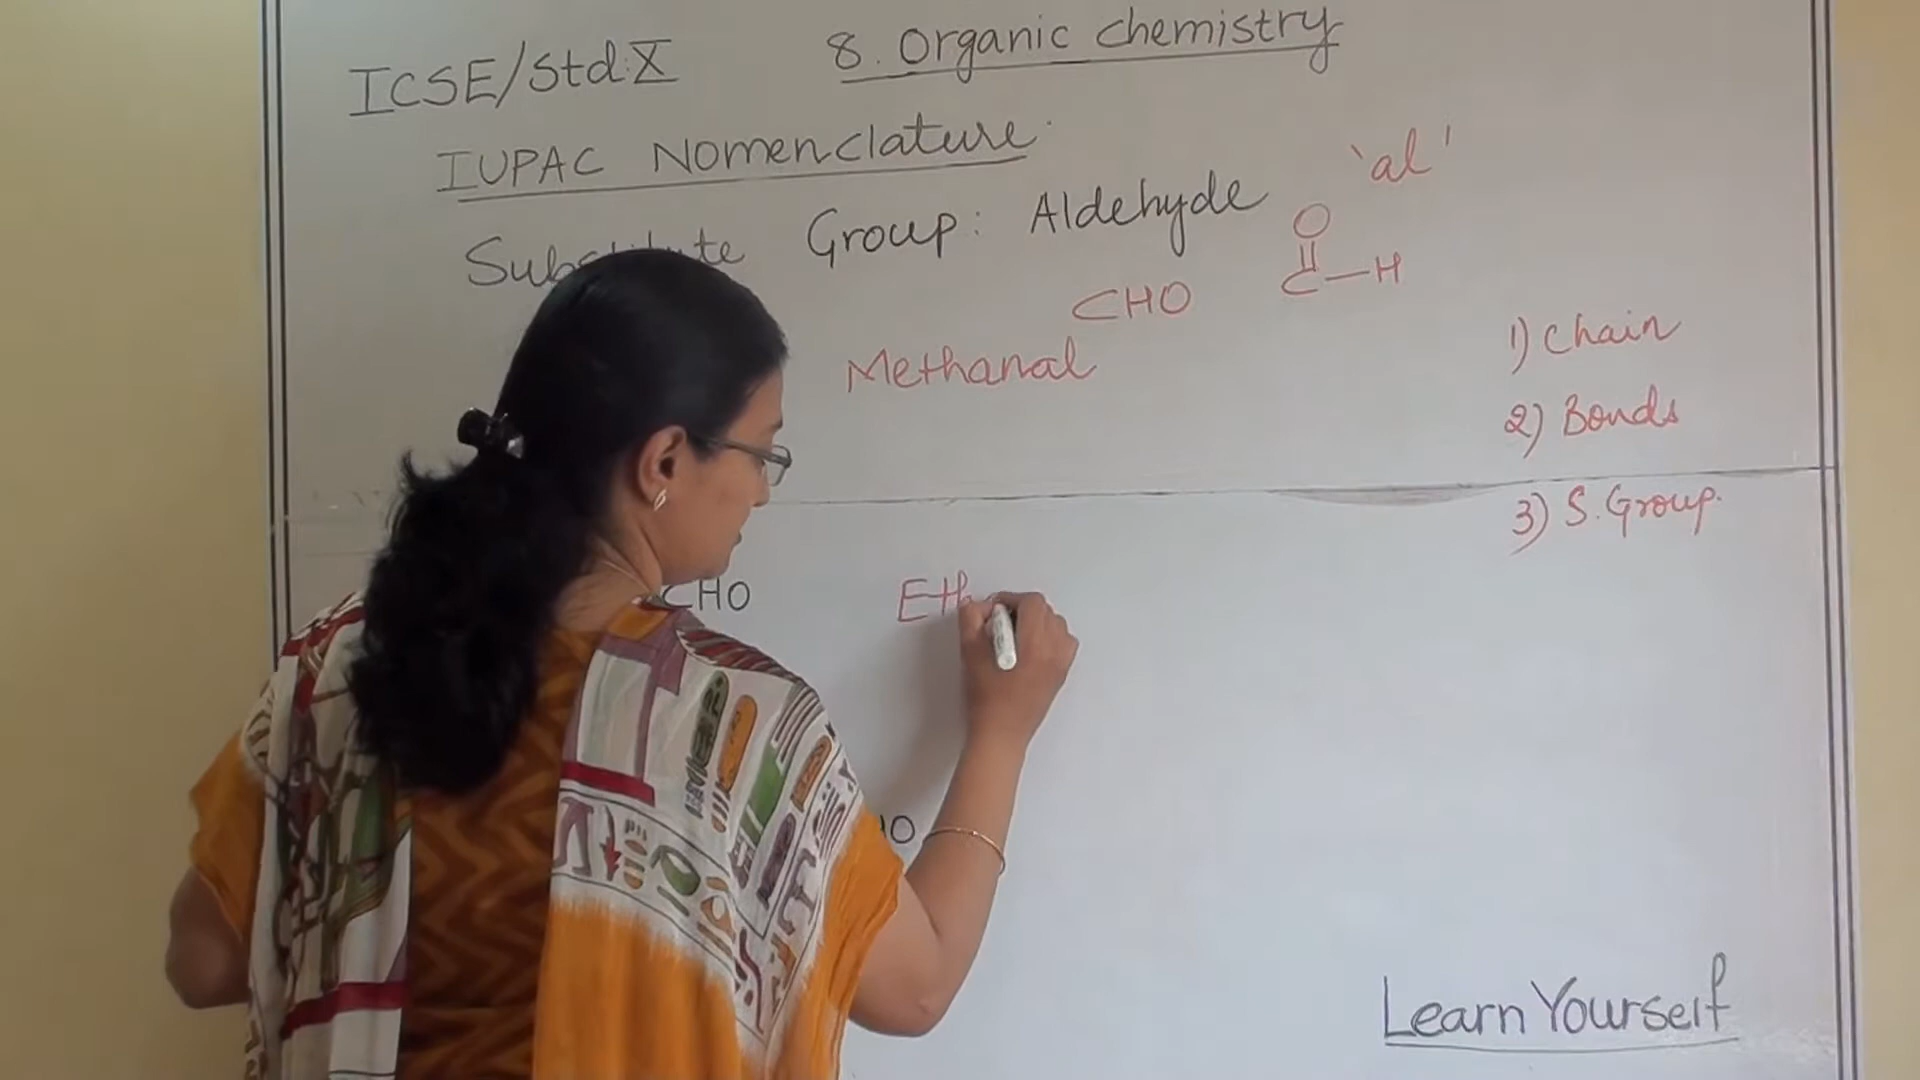 ICSE/Std:X
8. Organic chemistry
IUPAC Nomenclature
'al'
Group: Aldehyde
O
C—H
CHO
Methanal
1) Chain
2) Bonds
3) S. Group.
CHO
Eth
Learn Yourself